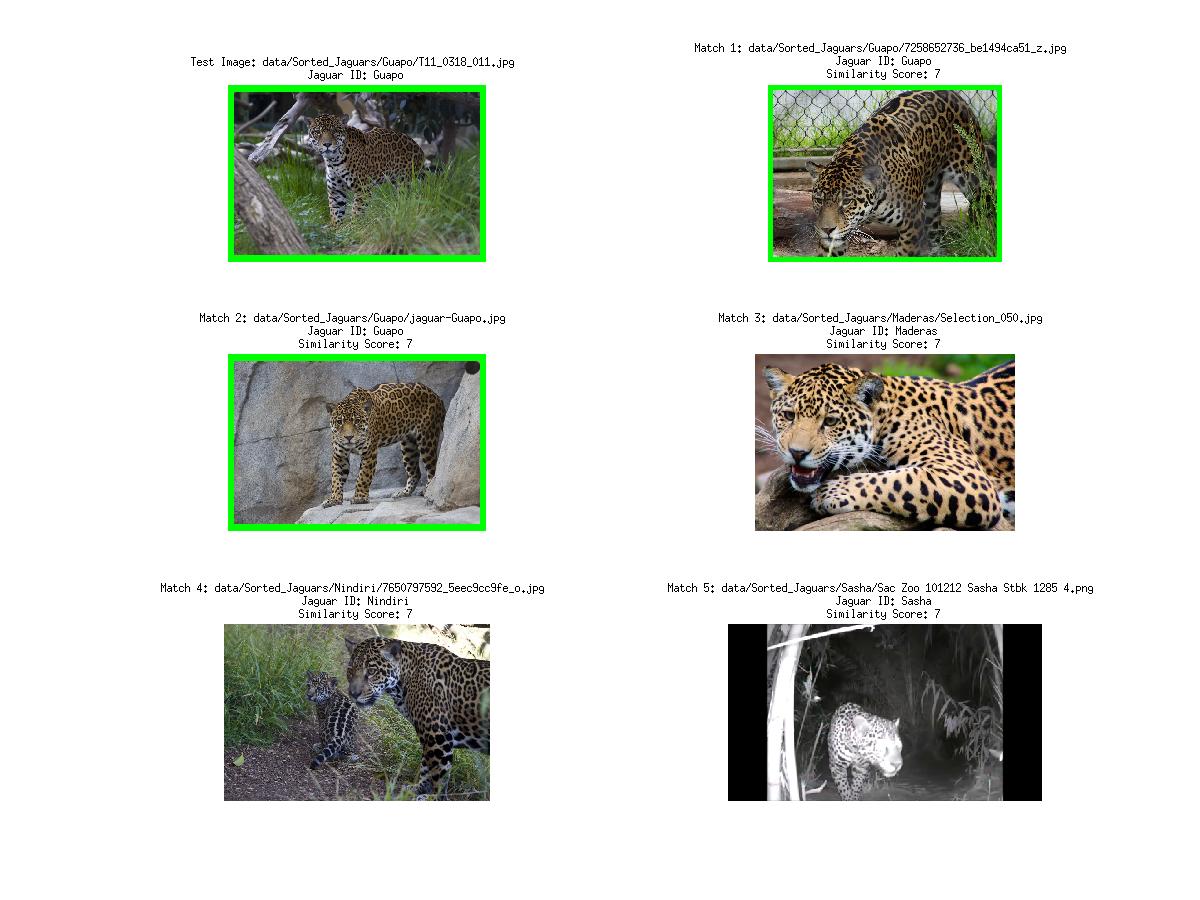 Test Image: data/Sorted_Jaguars/Guapo/T11_0318_011.jpg
Jaguar ID: Guapo
Match 1: data/Sorted_Jaguars/Guapo/7258652736_be1494ca51_z.jpg
Jaguar ID: Guapo
Similarity Score: 7
Match 2: data/Sorted_Jaguars/Guapo/jaguar-Guapo.jpg
Jaguar ID: Guapo
Similarity Score: 7
Match 3: data/Sorted_Jaguars/Maderas/Selection_050.jpg
Jaguar ID: Maderas
Similarity Score: 7
Match 4: data/Sorted_Jaguars/Nindiri/7650797592_5eec9cc9fe_o.jpg
Jaguar ID: Nindiri
Similarity Score: 7
Match 5: data/Sorted_Jaguars/Sasha/Sac Zoo 101212 Sasha Stbk 1285 4.png
Jaguar ID: Sasha
Similarity Score: 7